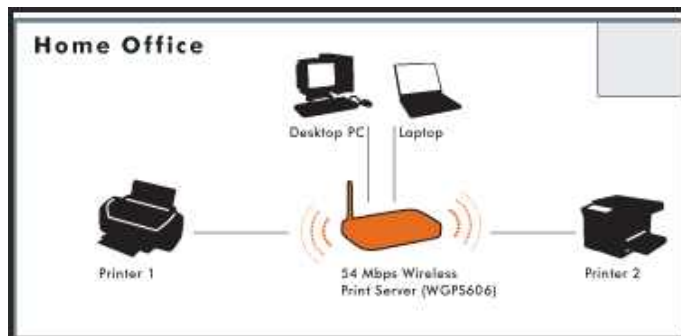 Home Office
Desktop PC
Laptop
Printer 1
54 Mbps Wireless
Print Server (WGPS606)
Printer 2